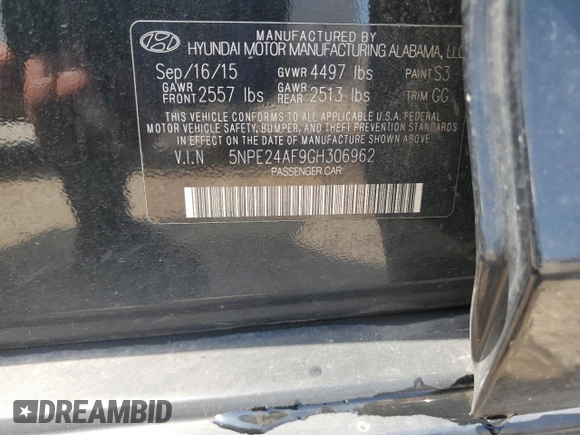 MANUFACTURED BY
HYUNDAI MOTOR MANUFACTURING ALABAMA, LLC
Sep/16/15 GVWR 4497 lbs PAINT S3
GAWR FRONT 2557 lbs GAWR REAR 2513 lbs TRIM GG
THIS VEHICLE CONFORMS TO ALL APPLICABLE U.S.A. FEDERAL
MOTOR VEHICLE SAFETY, BUMPER, AND THEFT PREVENTION STANDARDS
IN EFFECT ON THE DATE OF MANUFACTURE SHOWN ABOVE.
V.I.N 5NPE24AF9GH306962
PASSENGER CAR
DREAMBID